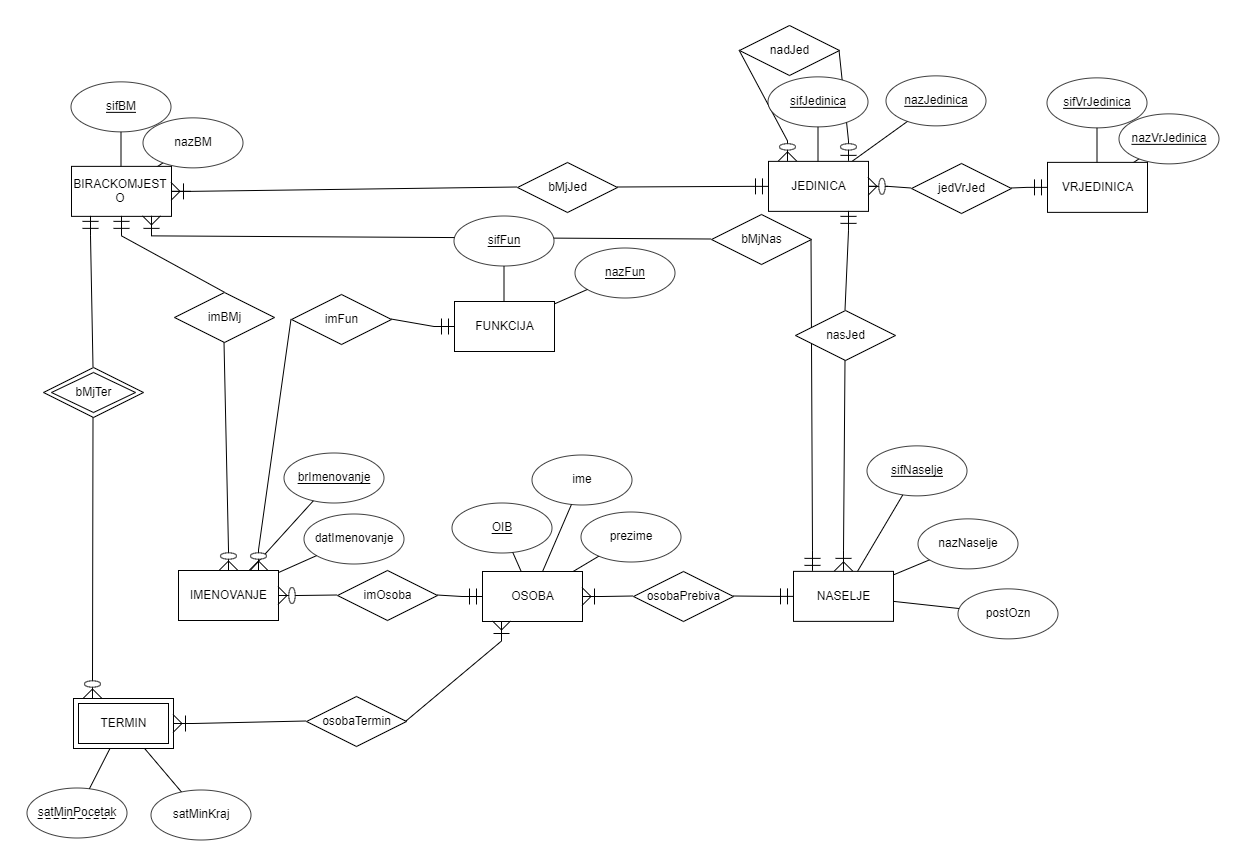 nadJed
sifJedinica
nazJedinica
sifVrJedinica
nazVrJedinica
sifBM
nazBM
BIRACKOMJEST
O
bMjJed
JEDINICA
jedVrJed
VRJEDINICA
sifFun
bMjNas
nazFun
imBMj
imFun
FUNKCIJA
nasJed
bMjTer
brImenovanje
ime
sifNaselje
OIB
prezime
datImenovanje
nazNaselje
IMENOVANJE
imOsoba
OSOBA
osobaPrebiva
NASELJE
postOzn
TERMIN
osobaTermin
satMinPocetak
satMinKraj